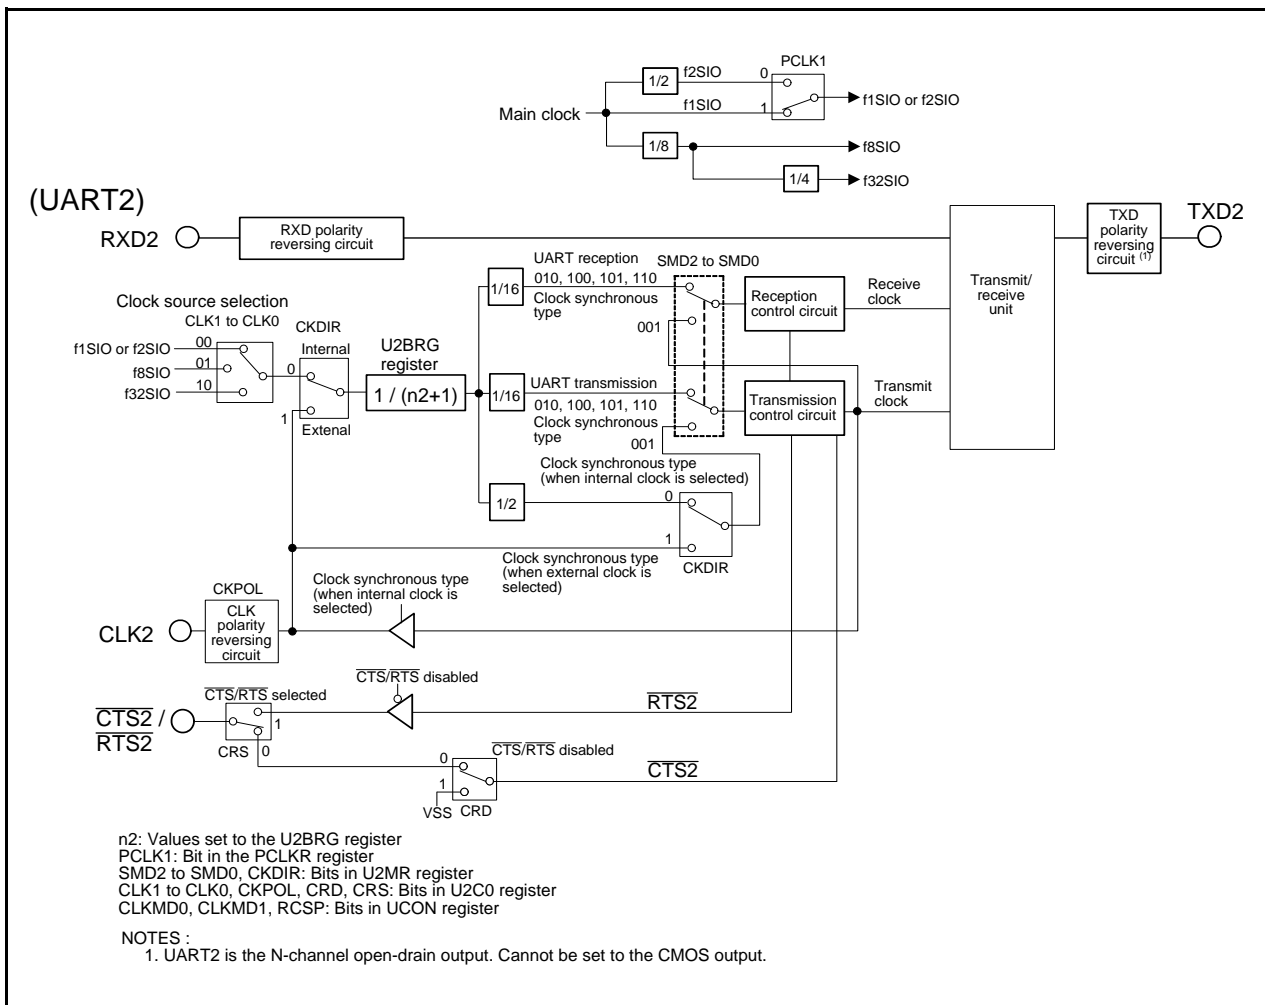 PCLK1
1/2
f2SIO
0
Main clock
f1SIO
1
f1SIO or f2SIO
1/8
f8SIO
1/4
f32SIO
(UART2)
RXD2
RXD polarity
reversing circuit
TXD
polarity
reversing
circuit (1)
TXD2
Transmit/
receive
unit
UART reception
SMD2 to SMD0
1/16
010, 100, 101, 110
Clock synchronous
type
001
Reception
control circuit
Receive
clock
Clock source selection
CLK1 to CLK0
CKDIR
f1SIO or f2SIO
00
Internal
f8SIO
01
0
f32SIO
10
1
Extenal
U2BRG
register
1 / (n2+1)
1/16
UART transmission
010, 100, 101, 110
Clock synchronous
type
001
Transmission
control circuit
Transmit
clock
Clock synchronous type
(when internal clock is selected)
1/2
0
1
CKDIR
Clock synchronous type
(when external clock is
selected)
CKPOL
Clock synchronous type
(when internal clock is
selected)
CLK2
CLK
polarity
reversing
circuit
CTS/RTS disabled
CTS/RTS selected
CTS2 /
RTS2
1
CRS
0
RTS2
CTS/RTS disabled
0
1
CTS2
VSS
CRD
n2: Values set to the U2BRG register
PCLK1: Bit in the PCLKR register
SMD2 to SMD0, CKDIR: Bits in U2MR register
CLK1 to CLK0, CKPOL, CRD, CRS: Bits in U2C0 register
CLKMD0, CLKMD1, RCSP: Bits in UCON register
NOTES :
1. UART2 is the N-channel open-drain output. Cannot be set to the CMOS output.